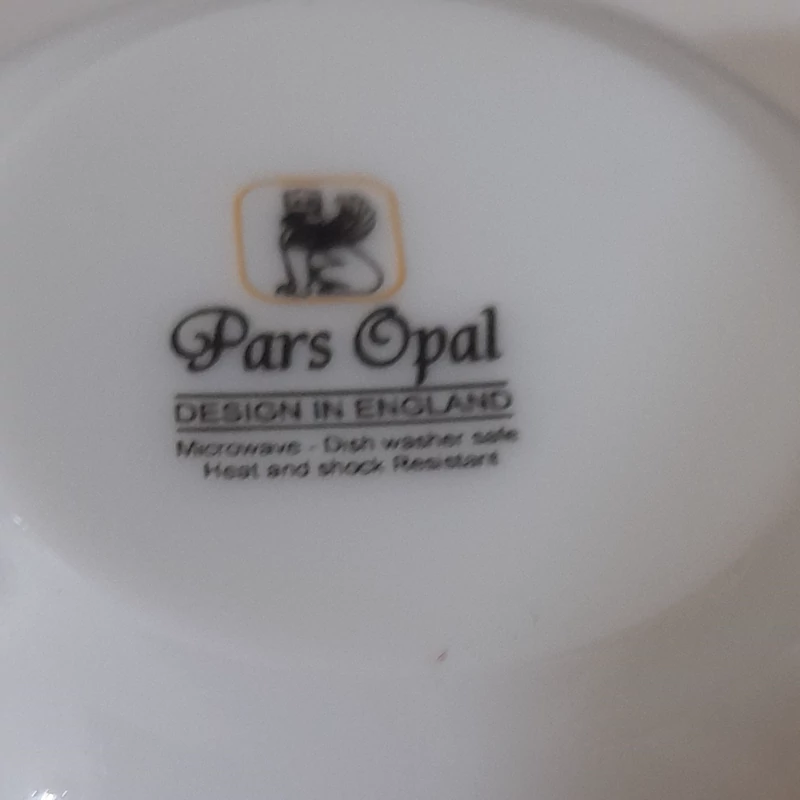 Pars Opal
DESIGN IN ENGLAND
Microwave - Dish washer safe
Heat and shock Resistant